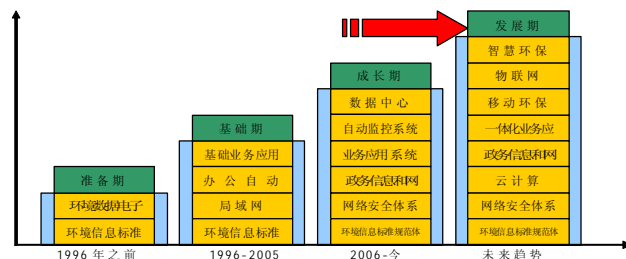 准备期
环境数据电子
环境信息标准
1996年之前
基础期
基础业务应用
办公自动
局域网
环境信息标准
1996-2005
成长期
数据中心
自动监控系统
业务应用系统
政务信息和网
网络安全体系
环境信息标准规范体
2006-今
发展期
智慧环保
物联网
移动环保
一体化业务应
政务信息和网
云计算
网络安全体系
环境信息标准规范体
未来趋势